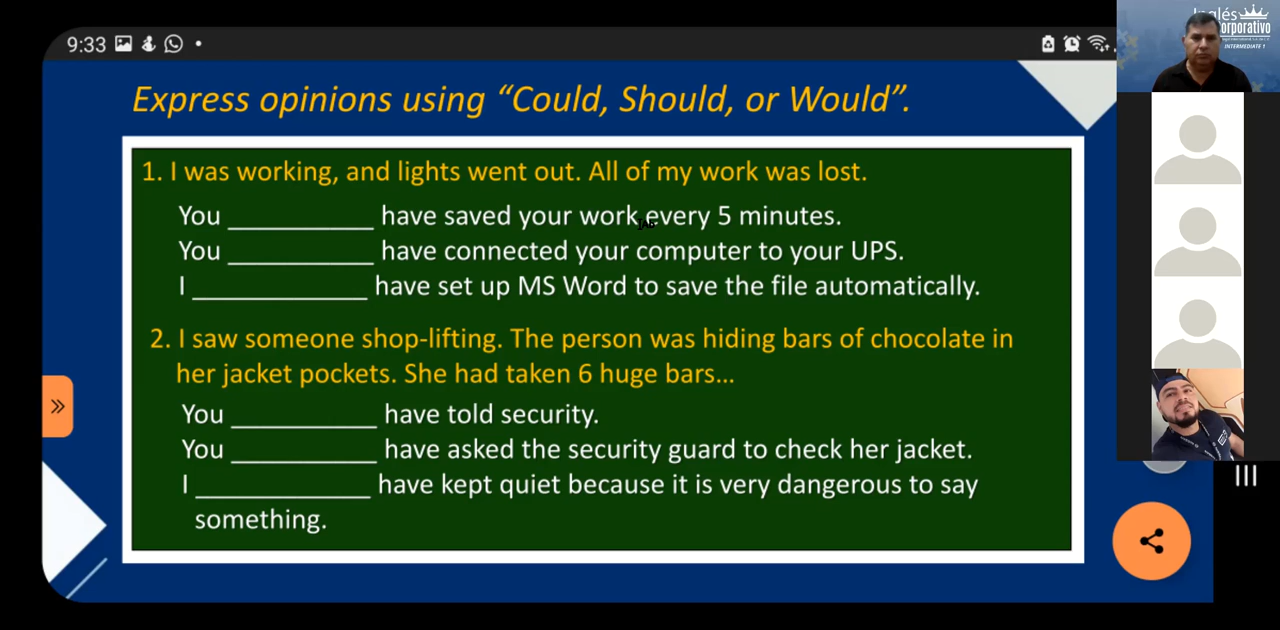 9:33
Inglés
orporativo
INTERMEDIATE 1
Express opinions using “Could, Should, or Would”.
1. I was working, and lights went out. All of my work was lost.
You __________ have saved your work every 5 minutes.
You __________ have connected your computer to your UPS.
I ____________ have set up MS Word to save the file automatically.
2. I saw someone shop-lifting. The person was hiding bars of chocolate in
her jacket pockets. She had taken 6 huge bars...
You __________ have told security.
You __________ have asked the security guard to check her jacket.
I ____________ have kept quiet because it is very dangerous to say
something.